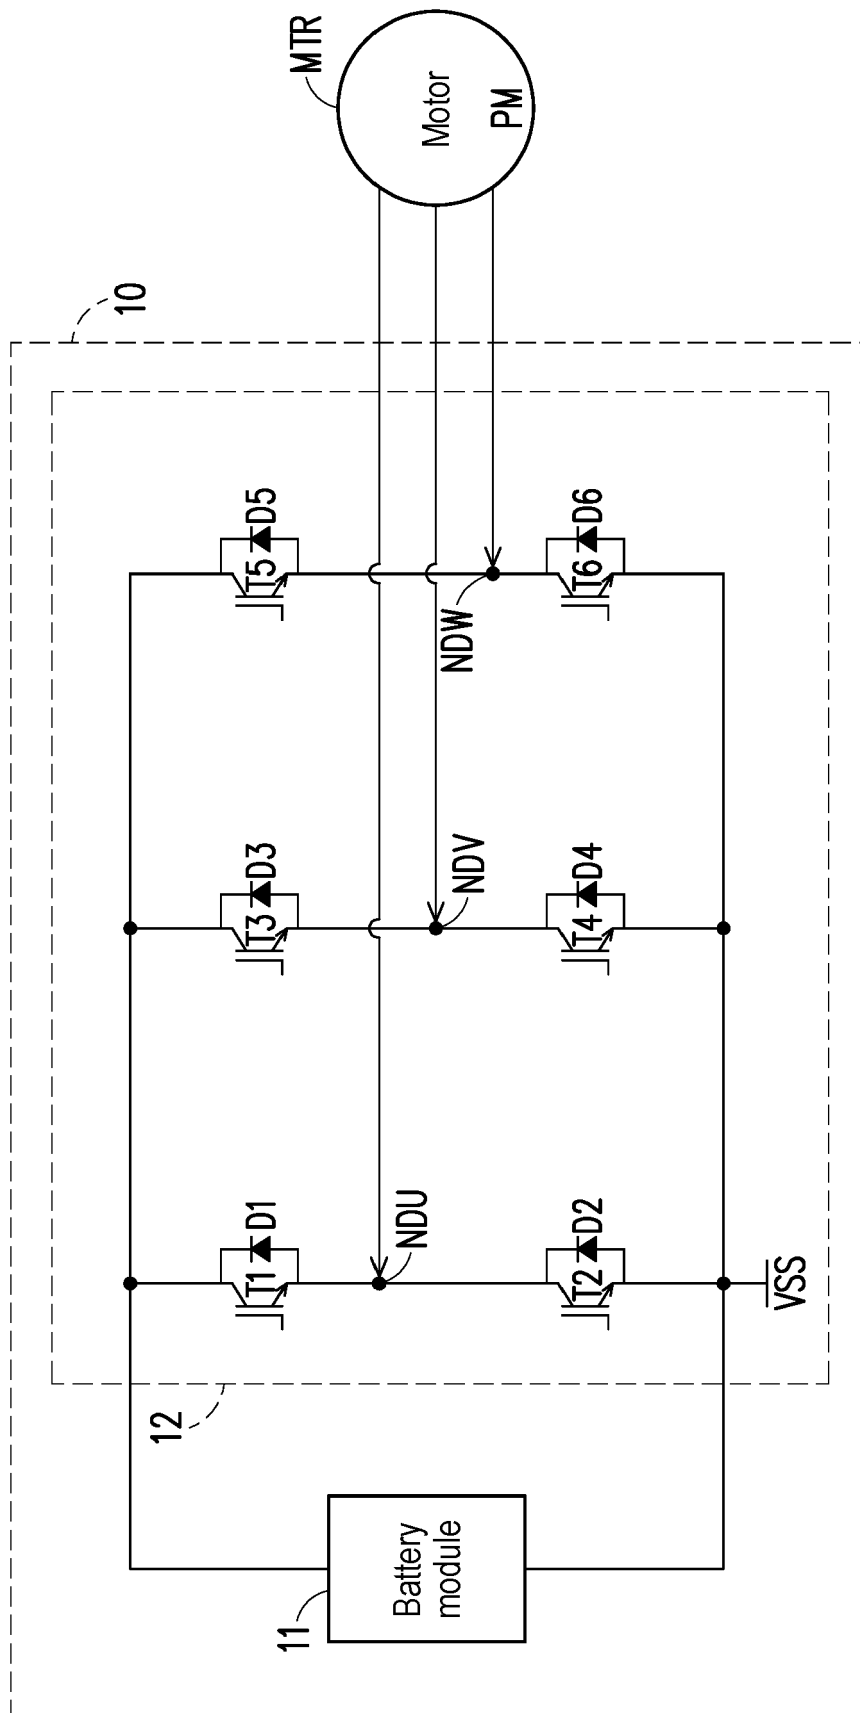 10
12
11
Battery
module
T1
D1
T3
D3
T5
D5
NDU
NDV
NDW
T2
D2
T4
D4
T6
D6
VSS
MTR
Motor
PM